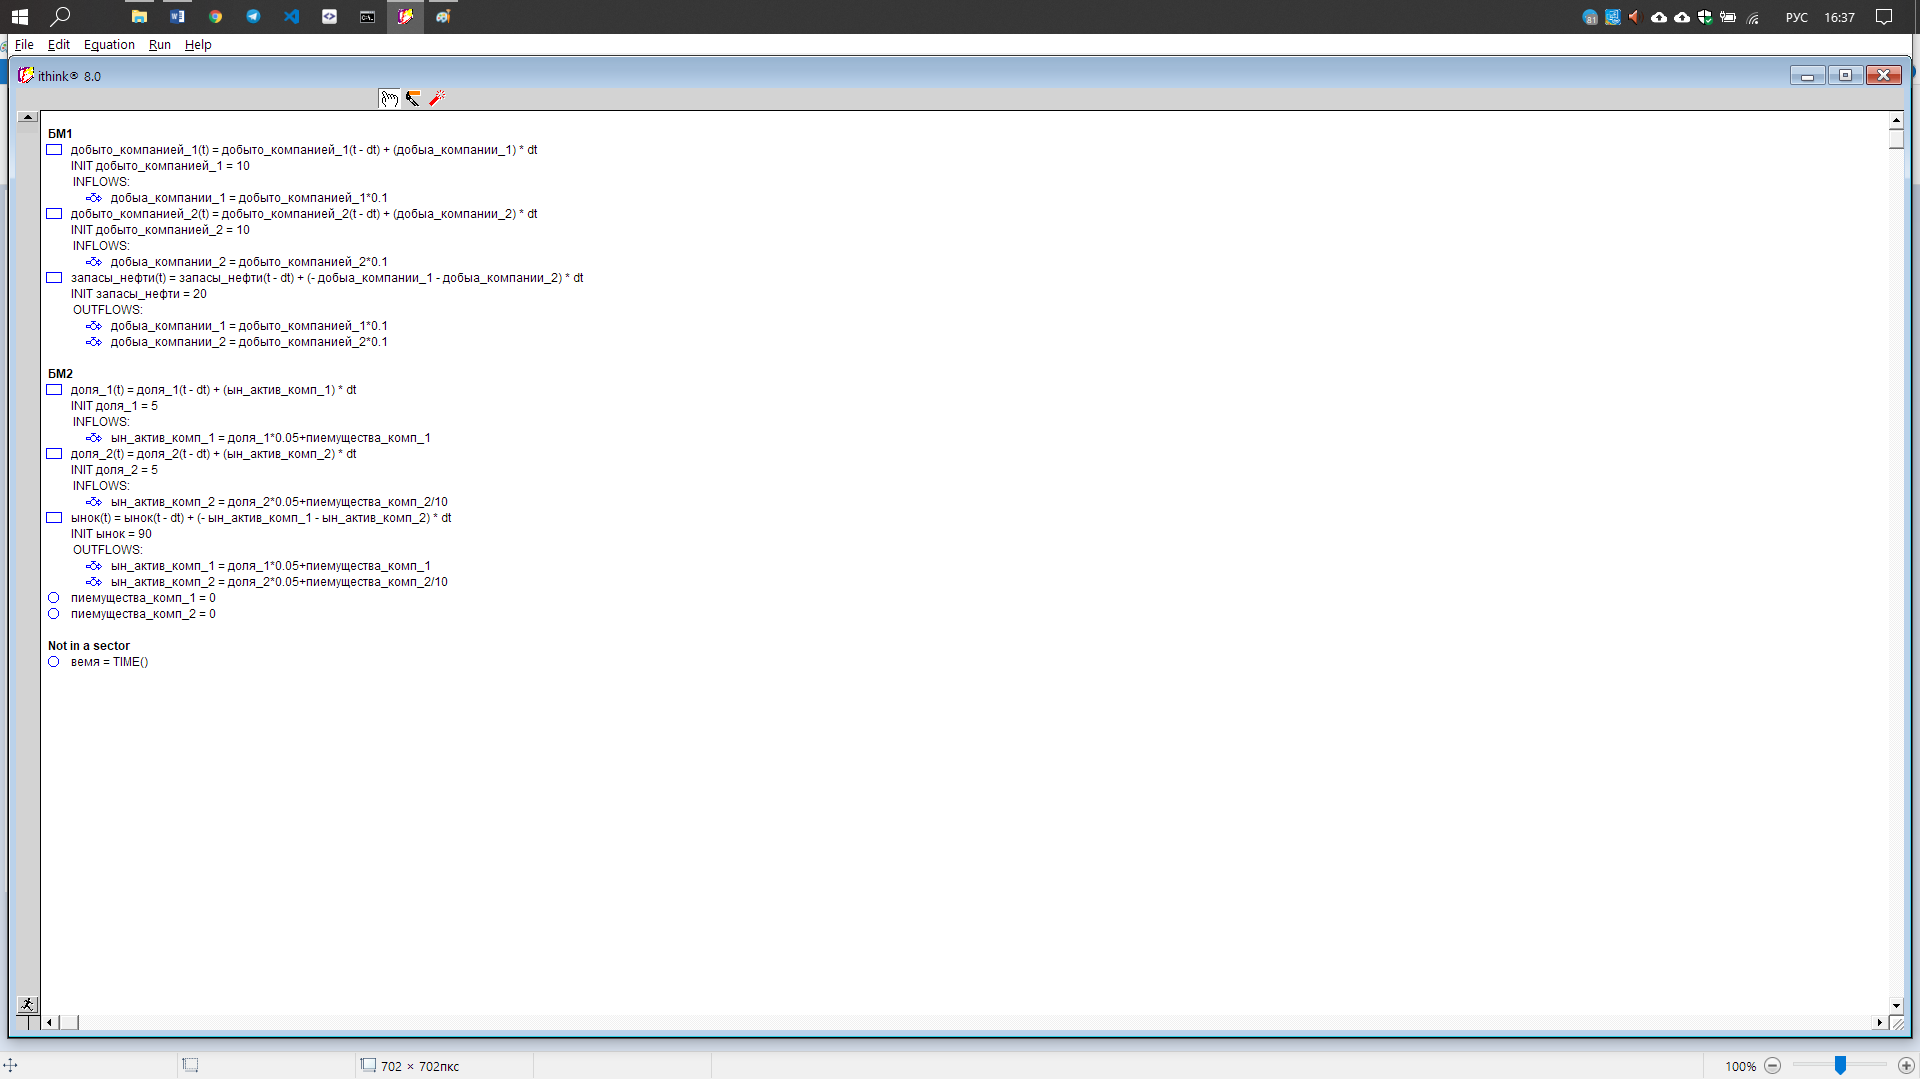 РУС 16:37
File Edit Equation Run Help
ithink® 8.0
БМ1
добыто_компанией_1(t) = добыто_компанией_1(t - dt) + (добыа_компании_1) * dt
INIT добыто_компанией_1 = 10
INFLOWS:
добыа_компании_1 = добыто_компанией_1*0.1
добыто_компанией_2(t) = добыто_компанией_2(t - dt) + (добыа_компании_2) * dt
INIT добыто_компанией_2 = 10
INFLOWS:
добыа_компании_2 = добыто_компанией_2*0.1
запасы_нефти(t) = запасы_нефти(t - dt) + (- добыа_компании_1 - добыа_компании_2) * dt
INIT запасы_нефти = 20
OUTFLOWS:
добыа_компании_1 = добыто_компанией_1*0.1
добыа_компании_2 = добыто_компанией_2*0.1
БМ2
доля_1(t) = доля_1(t - dt) + (ын_актив_комп_1) * dt
INIT доля_1 = 5
INFLOWS:
ын_актив_комп_1 = доля_1*0.05+пиемущества_комп_1
доля_2(t) = доля_2(t - dt) + (ын_актив_комп_2) * dt
INIT доля_2 = 5
INFLOWS:
ын_актив_комп_2 = доля_2*0.05+пиемущества_комп_2/10
ынок(t) = ынок(t - dt) + (- ын_актив_комп_1 - ын_актив_комп_2) * dt
INIT ынок = 90
OUTFLOWS:
ын_актив_комп_1 = доля_1*0.05+пиемущества_комп_1
ын_актив_комп_2 = доля_2*0.05+пиемущества_комп_2/10
пиемущества_комп_1 = 0
пиемущества_комп_2 = 0
Not in a sector
вемя = TIME()
702 × 702пкс 100%